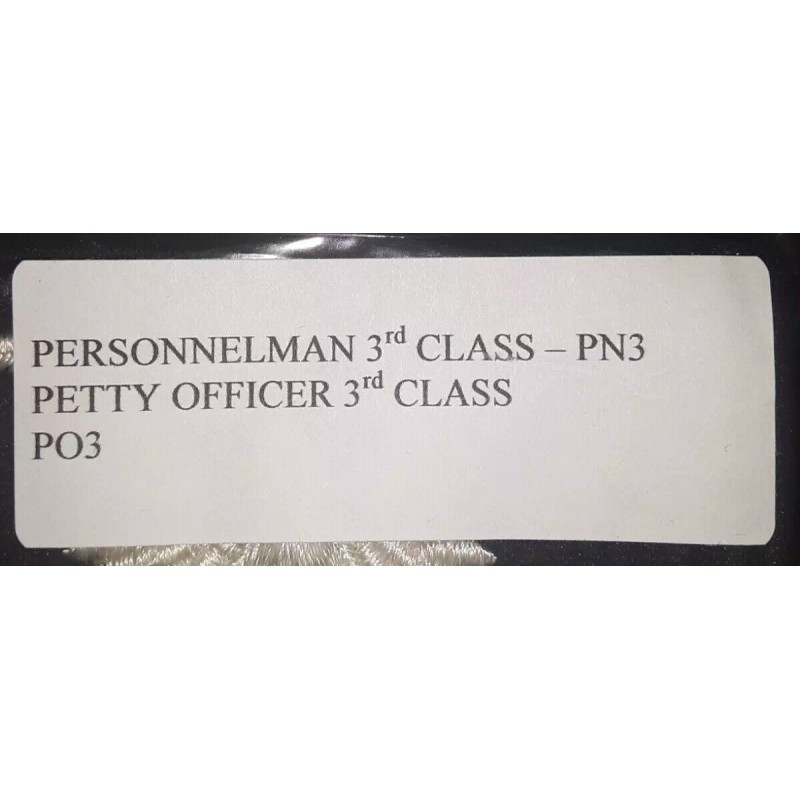 PERSONNELMAN 3rd CLASS – PN3
PETTY OFFICER 3rd CLASS
PO3